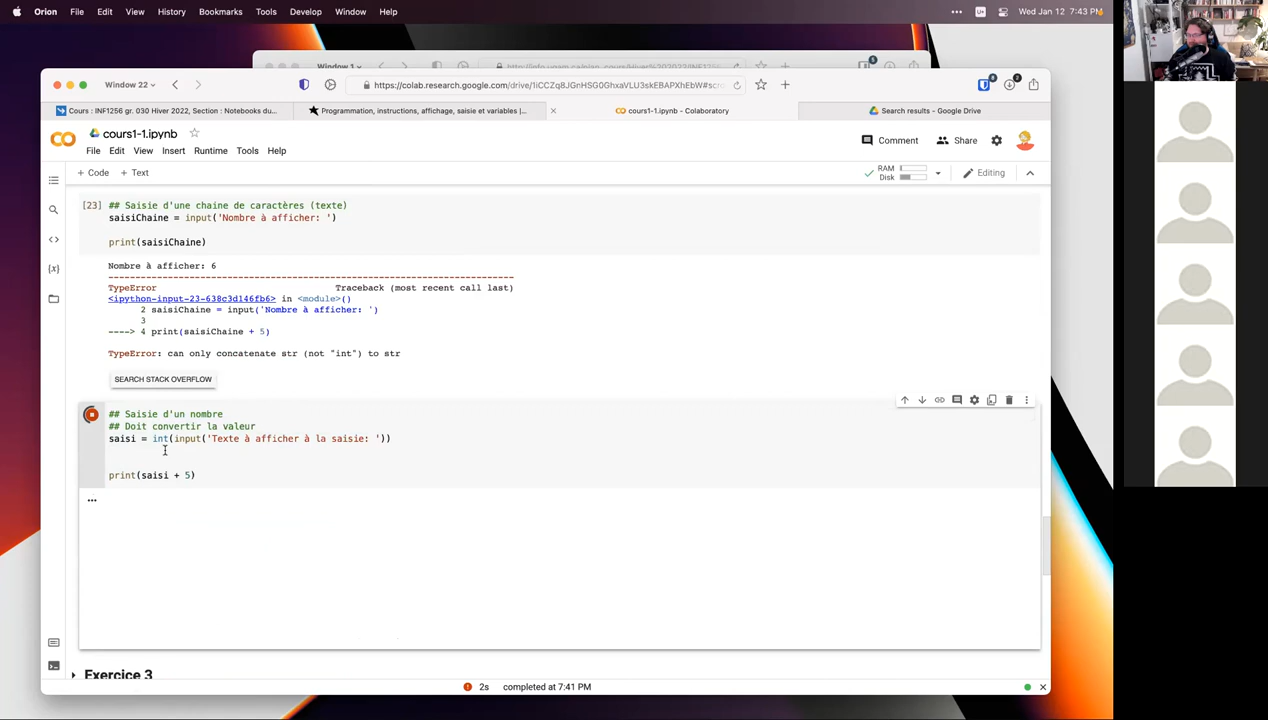 Orion File Edit View History Bookmarks Tools Develop Window Help
Wed Jan 12 7:43 PM
Window 1
Window 22
https://colab.research.google.com/drive/1iCCZq8JGnHSG0GhxaVLU3skEBAPXhEbW#scro
Cours : INF1256 gr. 030 Hiver 2022, Section : Notebooks du...
Programmation, instructions, affichage, saisie et variables |...
cours1-1.ipynb - Colaboratory
Search results - Google Drive
cours1-1.ipynb
File Edit View Insert Runtime Tools Help
Comment
Share
+ Code + Text
RAM
Disk
Editing
[23] ## Saisie d'une chaine de caractères (texte)
saisiChaine = input('Nombre à afficher: ')
print(saisiChaine)
Nombre à afficher: 6
---------------------------------------------------------------------------
TypeError Traceback (most recent call last)
<ipython-input-23-638c3d146fb6> in <module>()
2 saisiChaine = input('Nombre à afficher: ')
3
----> 4 print(saisiChaine + 5)
TypeError: can only concatenate str (not "int") to str
SEARCH STACK OVERFLOW
## Saisie d'un nombre
## Doit convertir la valeur
saisi = int(input('Texte à afficher à la saisie: '))
print(saisi + 5)
...
Exercice 3
2s completed at 7:41 PM